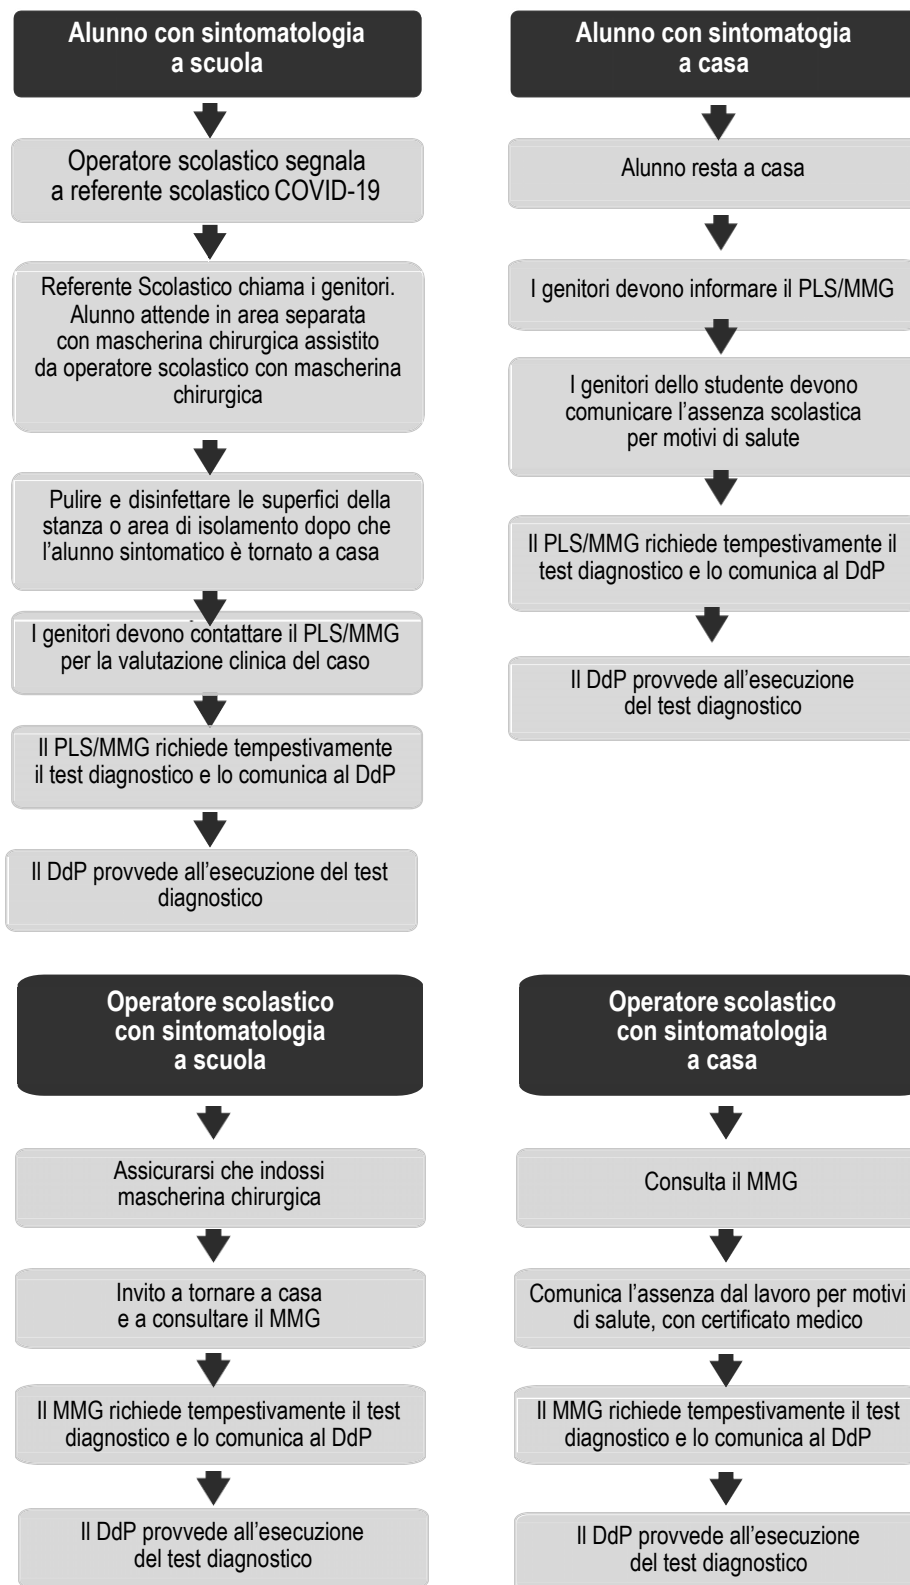 Alunno con sintomatologia
a scuola
Operatore scolastico segnala
a referente scolastico COVID-19
Referente Scolastico chiama i genitori.
Alunno attende in area separata
con mascherina chirurgica assistito
da operatore scolastico con mascherina
chirurgica
Pulire e disinfettare le superfici della
stanza o area di isolamento dopo che
l’alunno sintomatico è tornato a casa
I genitori devono contattare il PLS/MMG
per la valutazione clinica del caso
Il PLS/MMG richiede tempestivamente
il test diagnostico e lo comunica al DdP
Il DdP provvede all’esecuzione del test
diagnostico
Alunno con sintomatogia
a casa
Alunno resta a casa
I genitori devono informare il PLS/MMG
I genitori dello studente devono
comunicare l’assenza scolastica
per motivi di salute
Il PLS/MMG richiede tempestivamente il
test diagnostico e lo comunica al DdP
Il DdP provvede all’esecuzione
del test diagnostico
Operatore scolastico
con sintomatologia
a scuola
Assicurarsi che indossi
mascherina chirurgica
Invito a tornare a casa
e a consultare il MMG
Il MMG richiede tempestivamente il test
diagnostico e lo comunica al DdP
Il DdP provvede all’esecuzione
del test diagnostico
Operatore scolastico
con sintomatologia
a casa
Consulta il MMG
Comunica l’assenza dal lavoro per motivi
di salute, con certificato medico
Il MMG richiede tempestivamente il test
diagnostico e lo comunica al DdP
Il DdP provvede all’esecuzione
del test diagnostico